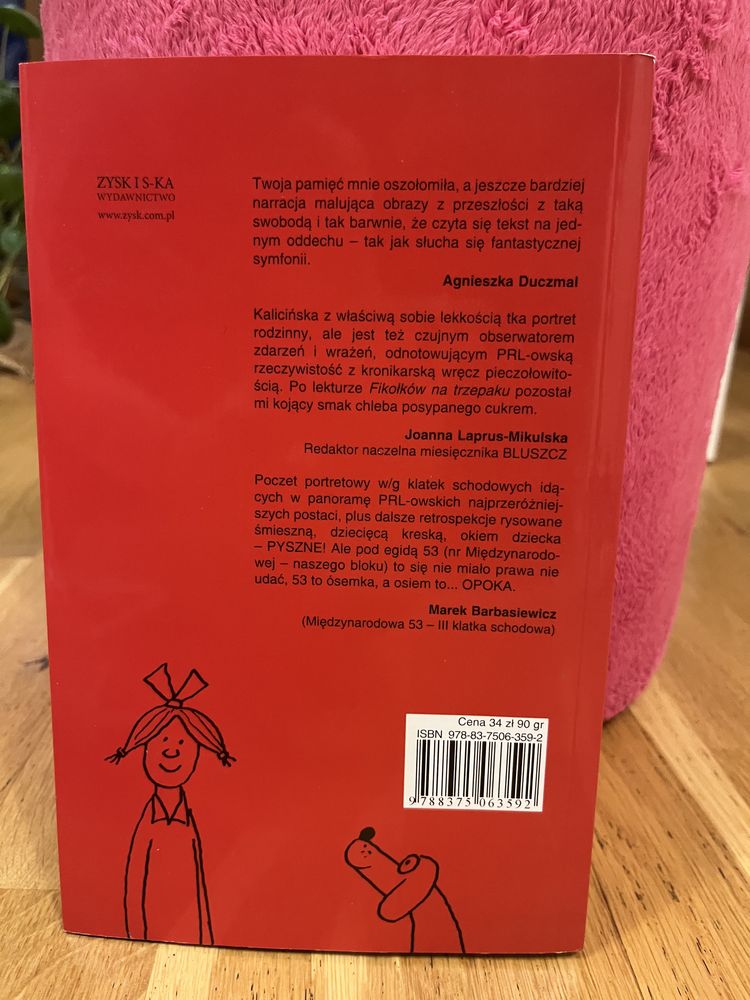 ZYSK I S-KA
WYDAWNICTWO
www.zysk.com.pl
Twoja pamięć mnie oszołomiła, a jeszcze bardziej
narracja malująca obrazy z przeszłości z taką
swobodą i tak barwnie, że czyta się tekst na jed-
nym oddechu – tak jak słucha się fantastycznej
symfonii.
Agnieszka Duczmal
Kalicińska z właściwą sobie lekkością tka portret
rodzinny, ale jest też czujnym obserwatorem
zdarzeń i wrażeń, odnotowującym PRL-owską
rzeczywistość z kronikarską wręcz pieczołowito-
ścią. Po lekturze Fikołków na trzepaku pozostał
mi kojący smak chleba posypanego cukrem.
Joanna Laprus-Mikulska
Redaktor naczelna miesięcznika BLUSZCZ
Poczet portretowy w/g klatek schodowych idą-
cych w panoramę PRL-owskich najprzeróżniej-
szych postaci, plus dalsze retrospekcje rysowane
śmieszną, dziecięcą kreską, okiem dziecka
– PYSZNE! Ale pod egidą 53 (nr Międzynarodo-
wej – naszego bloku) to się nie miało prawa nie
udać, 53 to ósemka, a osiem to... OPOKA.
Marek Barbasiewicz
(Międzynarodowa 53 – III klatka schodowa)
Cena 34 zł 90 gr
ISBN 978-83-7506-359-2
9 788375 063592